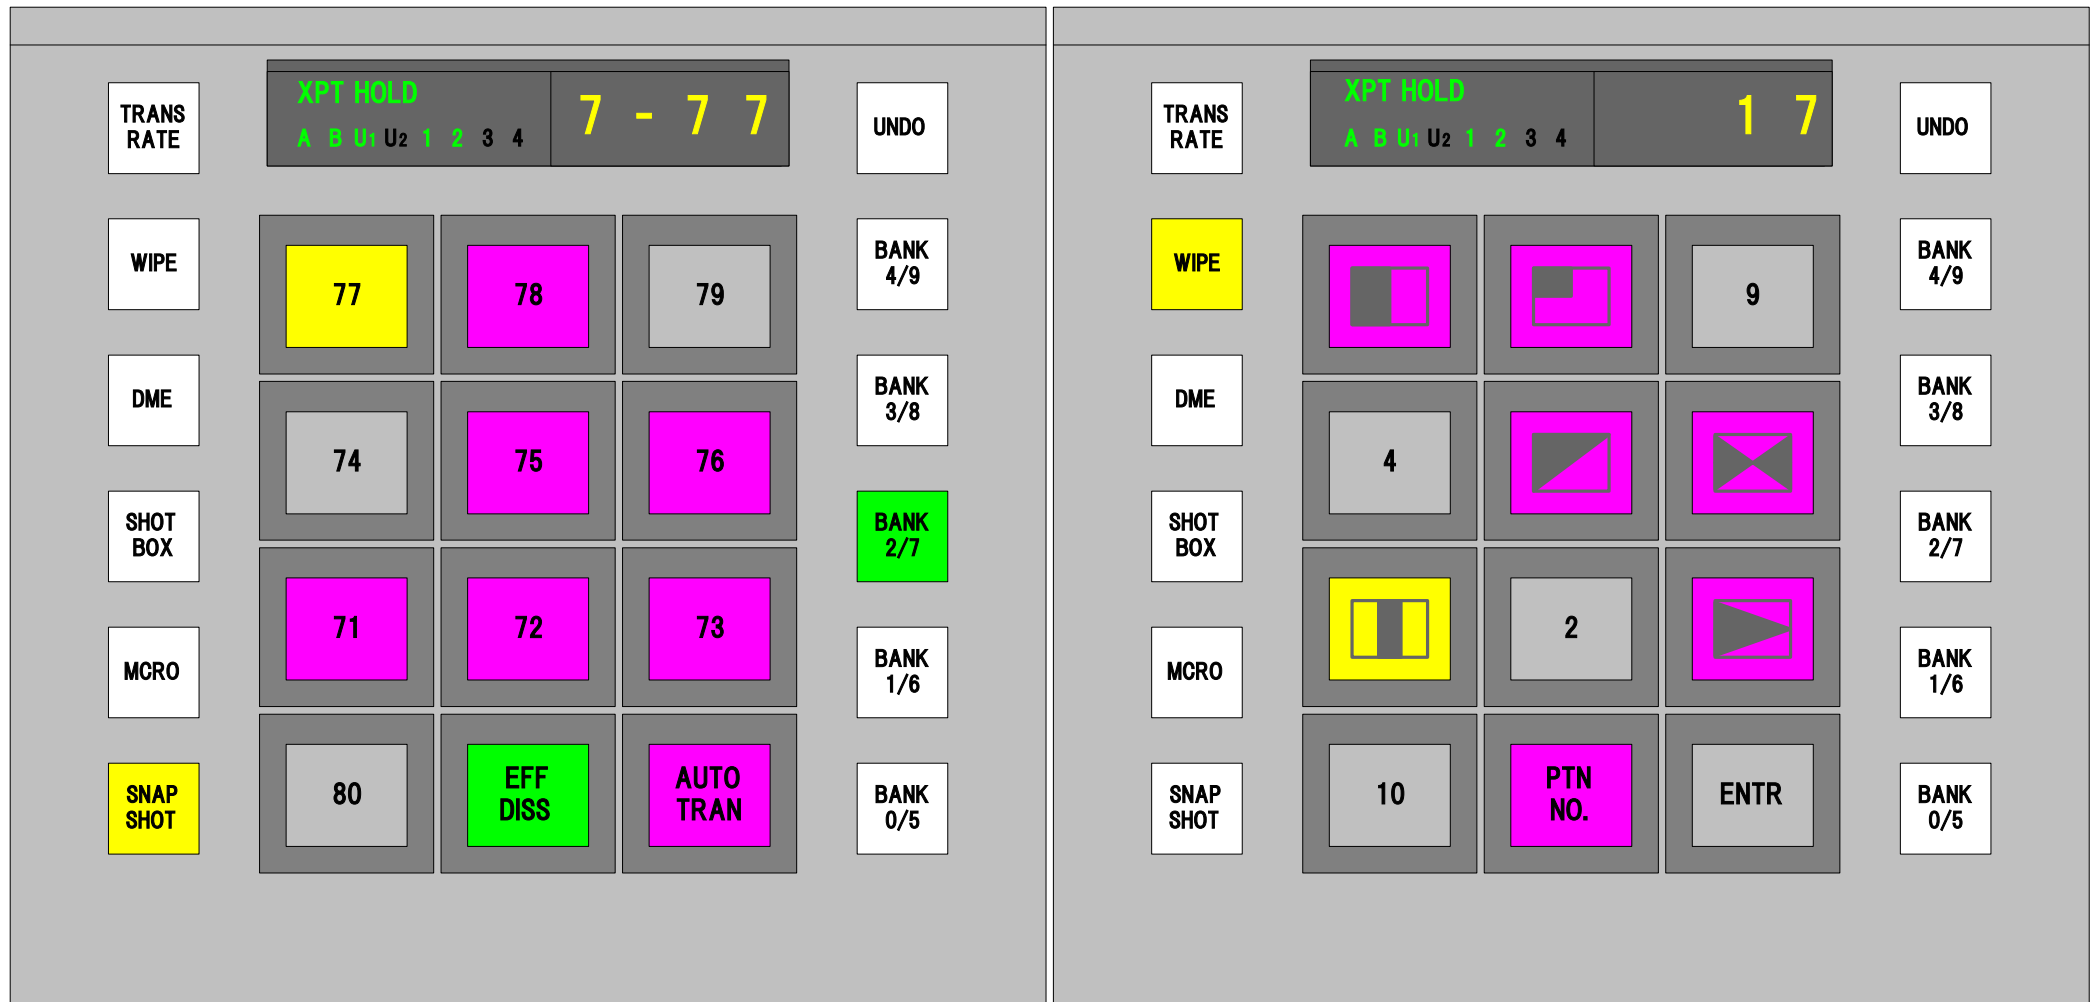 XPT HOLD
7 - 7 7
A B U1 U2 1 2 3 4
TRANS
RATE
UNDO
WIPE
77
78
79
BANK
4/9
DME
74
75
76
BANK
3/8
SHOT
BOX
BANK
2/7
MCRO
71
72
73
BANK
1/6
SNAP
SHOT
80
EFF
DISS
AUTO
TRAN
BANK
0/5
XPT HOLD
1 7
A B U1 U2 1 2 3 4
TRANS
RATE
UNDO
WIPE
9
BANK
4/9
DME
4
BANK
3/8
SHOT
BOX
BANK
2/7
MCRO
2
BANK
1/6
SNAP
SHOT
10
PTN
NO.
ENTR
BANK
0/5